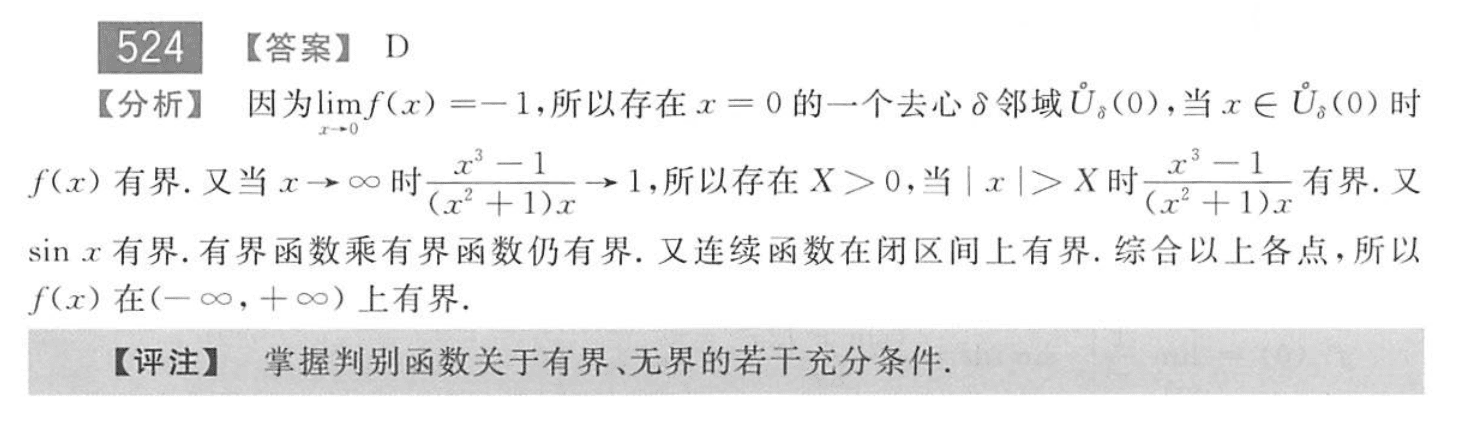 524 【答案】 D
【分析】 因为$\lim_{x \to 0} f(x) = -1$,所以存在 $x = 0$ 的一个去心 $\delta$ 邻域$\mathring{U}_\delta(0)$,当 $x \in \mathring{U}_\delta(0)$ 时
$f(x)$ 有界. 又当 $x \to \infty$ 时$\frac{x^3 - 1}{(x^2 + 1)x} \to 1$,所以存在 $X > 0$,当 $|x| > X$ 时$\frac{x^3 - 1}{(x^2 + 1)x}$ 有界. 又
$\sin x$ 有界. 有界函数乘有界函数仍有界. 又连续函数在闭区间上有界. 综合以上各点,所以
$f(x)$ 在$(-\infty, +\infty)$ 上有界.
【评注】 掌握判别函数关于有界、无界的若干充分条件.